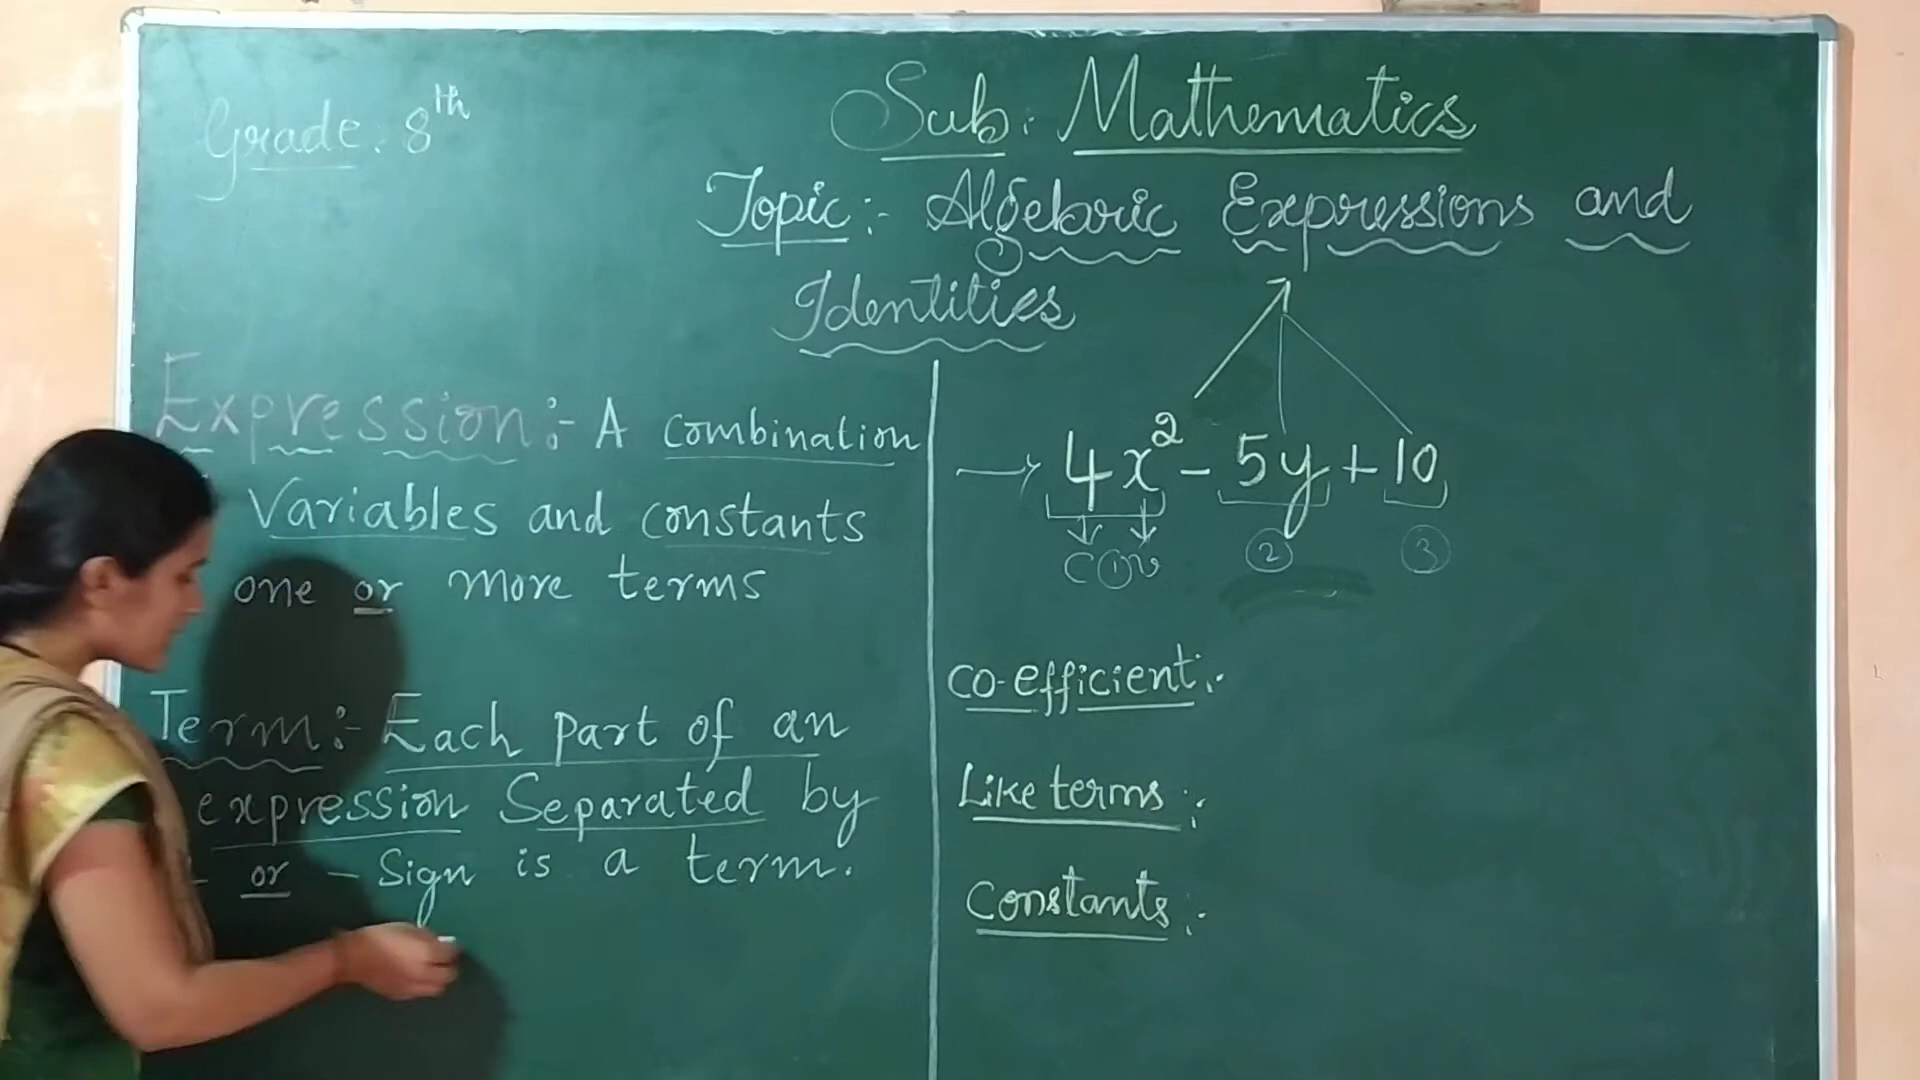 Grade: 8th
Sub: Mathematics
Topic:- Algebraic Expressions and
Identities
Expression:- A combination
Variables and constants
one or more terms
Term:- Each part of an
expression Separated by
or - Sign is a term.
→ 4x² - 5y + 10
C ① v ② ③
Co-efficient:-
Like terms:
Constants: